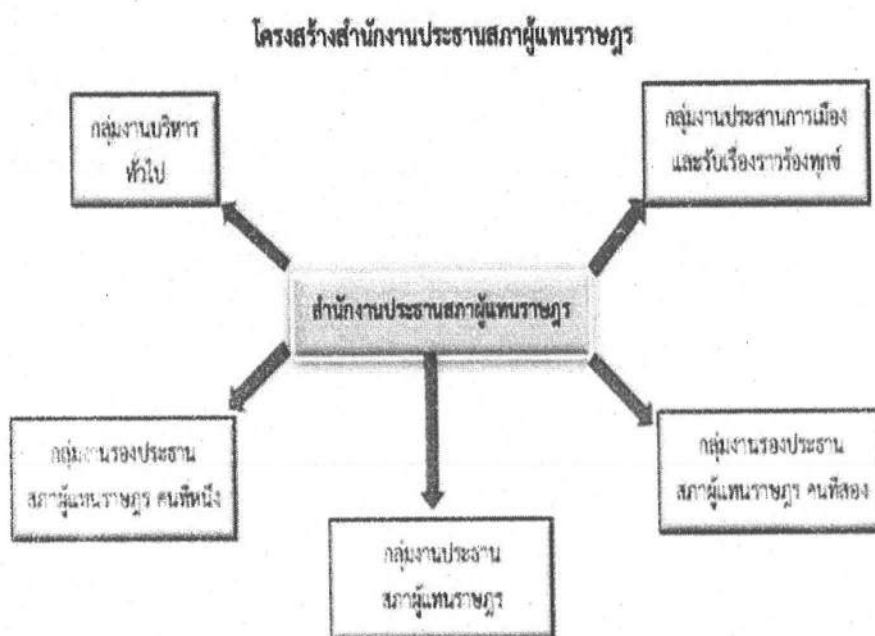 โครงสร้างสำนักงานประธานสภาผู้แทนราษฎร
กลุ่มงานบริหาร
ทั่วไป
กลุ่มงานประสานการเมือง
และรับเรื่องราวร้องทุกข์
สำนักงานประธานสภาผู้แทนราษฎร
กลุ่มงานรองประธาน
สภาผู้แทนราษฎร คนที่หนึ่ง
กลุ่มงานรองประธาน
สภาผู้แทนราษฎร คนที่สอง
กลุ่มงานประธาน
สภาผู้แทนราษฎร